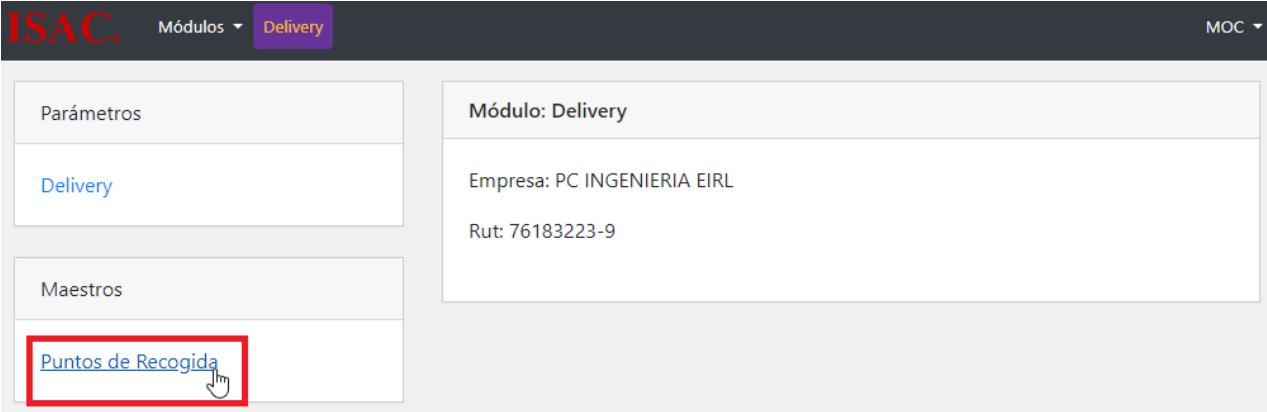 ISAC®
Módulos
Delivery
MOC
Parámetros
Delivery
Maestros
Puntos de Recogida
Módulo: Delivery
Empresa: PC INGENIERIA EIRL
Rut: 76183223-9